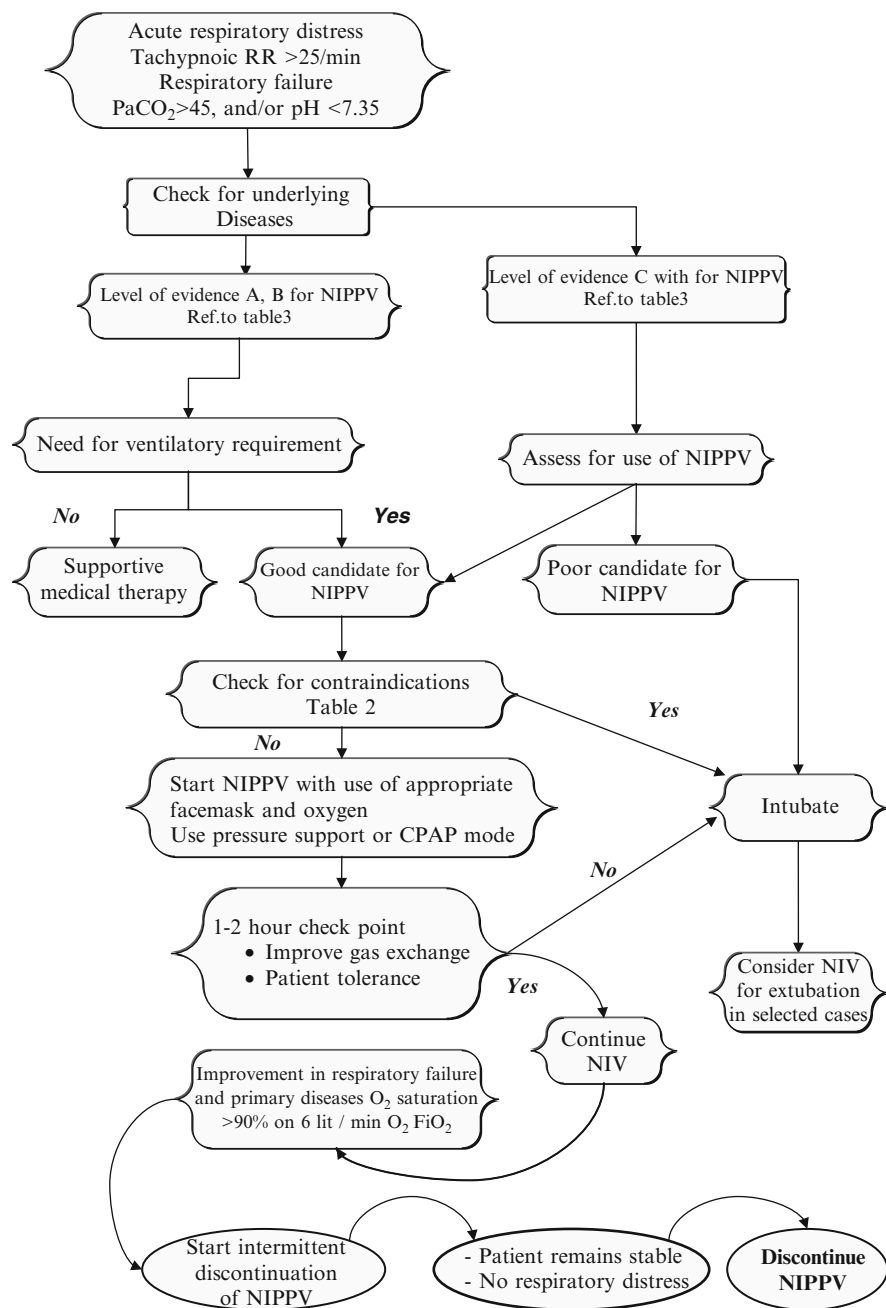 Acute respiratory distress
Tachypnoic RR >25/min
Respiratory failure
PaCO₂>45, and/or pH <7.35
Check for underlying
Diseases
Level of evidence A, B for NIPPV
Ref.to table3
Level of evidence C with for NIPPV
Ref.to table3
Need for ventilatory requirement
Assess for use of NIPPV
No
Yes
Supportive
medical therapy
Good candidate for
NIPPV
Poor candidate for
NIPPV
Check for contraindications
Table 2
Yes
No
Start NIPPV with use of appropriate
facemask and oxygen
Use pressure support or CPAP mode
Intubate
No
1-2 hour check point
• Improve gas exchange
• Patient tolerance
Yes
Consider NIV
for extubation
in selected cases
Continue
NIV
Improvement in respiratory failure
and primary diseases O₂ saturation
>90% on 6 lit / min O₂ FiO₂
Start intermittent
discontinuation
of NIPPV
- Patient remains stable
- No respiratory distress
Discontinue
NIPPV